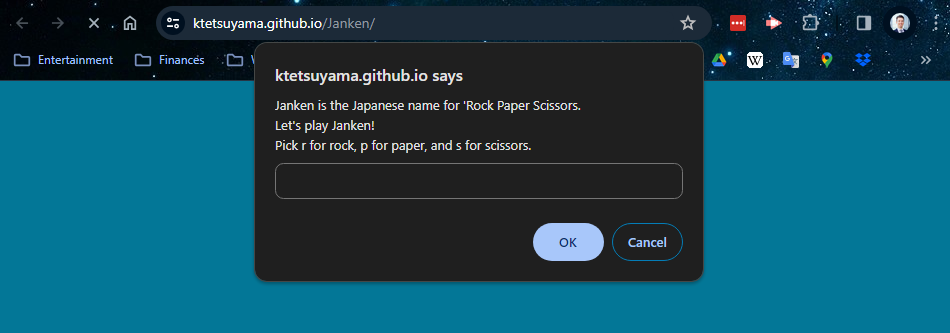 ktetsuyama.github.io/Janken/
Entertainment
Finances
W
ktetsuyama.github.io says
Janken is the Japanese name for 'Rock Paper Scissors.
Let's play Janken!
Pick r for rock, p for paper, and s for scissors.
OK
Cancel